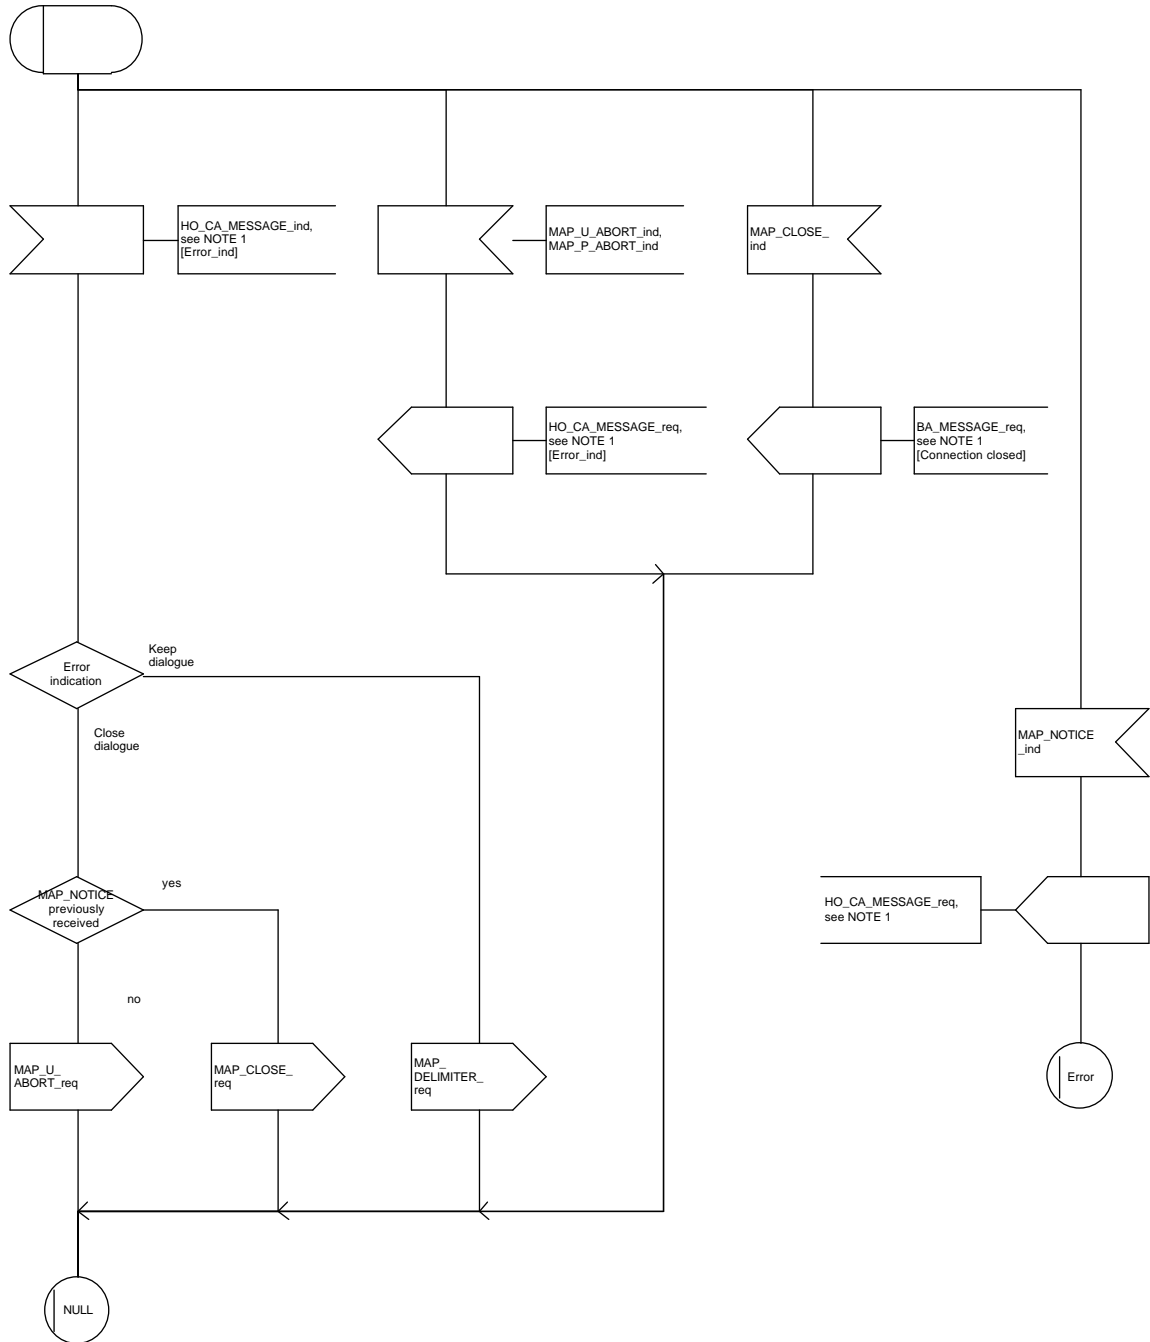 HO_CA_MESSAGE_ind,
see NOTE 1
[Error_ind]
MAP_U_ABORT_ind,
MAP_P_ABORT_ind
MAP_CLOSE_
ind
HO_CA_MESSAGE_req,
see NOTE 1
[Error_ind]
BA_MESSAGE_req,
see NOTE 1
[Connection closed]
Error
indication
Keep
dialogue
Close
dialogue
MAP_NOTICE
_ind
MAP_NOTICE
previously
received
yes
no
HO_CA_MESSAGE_req,
see NOTE 1
MAP_U_
ABORT_req
MAP_CLOSE_
req
MAP_
DELIMITER_
req
Error
NULL